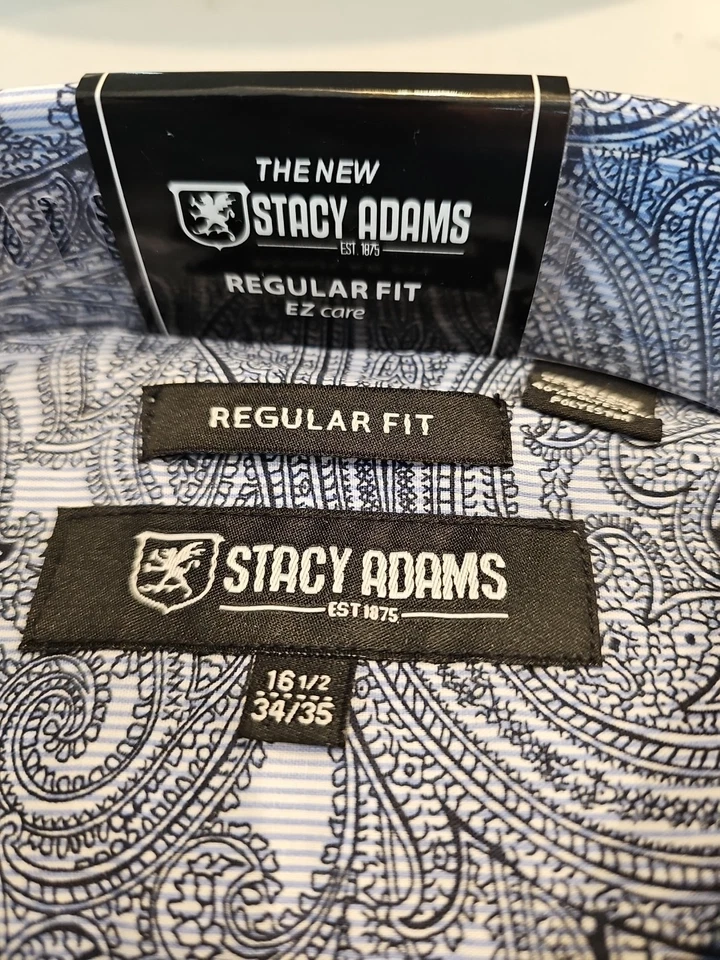 THE NEW
STACY ADAMS
EST. 1875
REGULAR FIT
EZ care
REGULAR FIT
STACY ADAMS
EST 1875
16 1/2
34/35